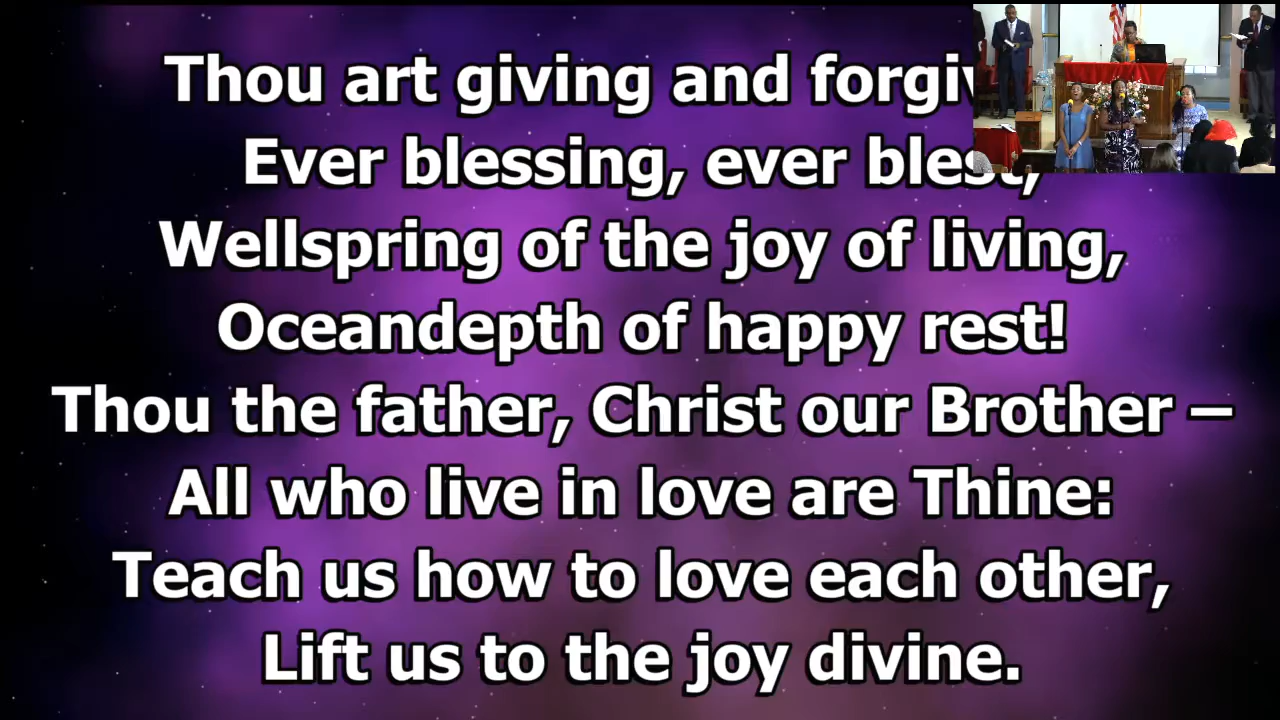 Thou art giving and
Ever blessing, ever blest,
Wellspring of the joy of living,
Oceandepth of happy rest!
Thou the father, Christ our Brother –
All who live in love are Thine:
Teach us how to love each other,
Lift us to the joy divine.